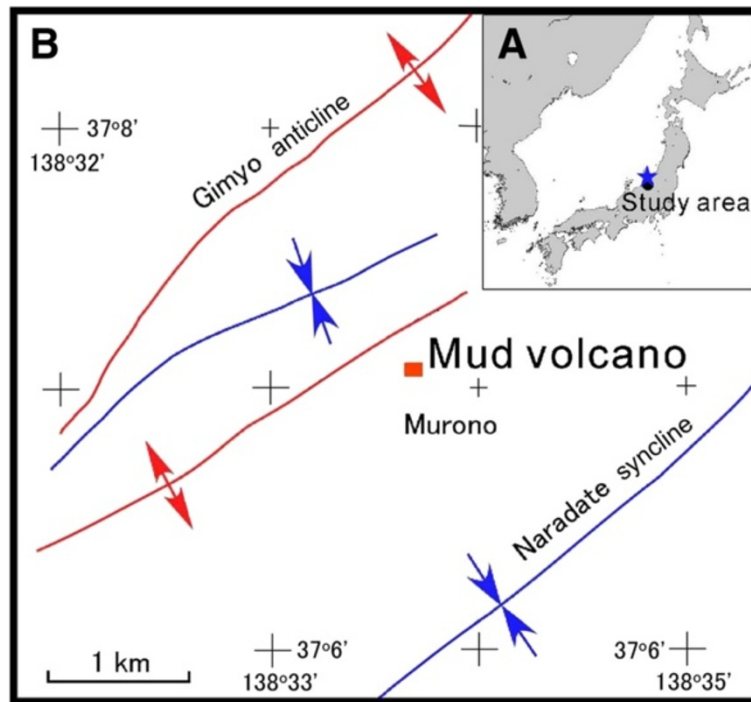 B
A
37°8'
138°32'
Gimyo anticline
Study area
Mud volcano
Murono
Naradate syncline
1 km
37°6'
138°33'
37°6'
138°35'